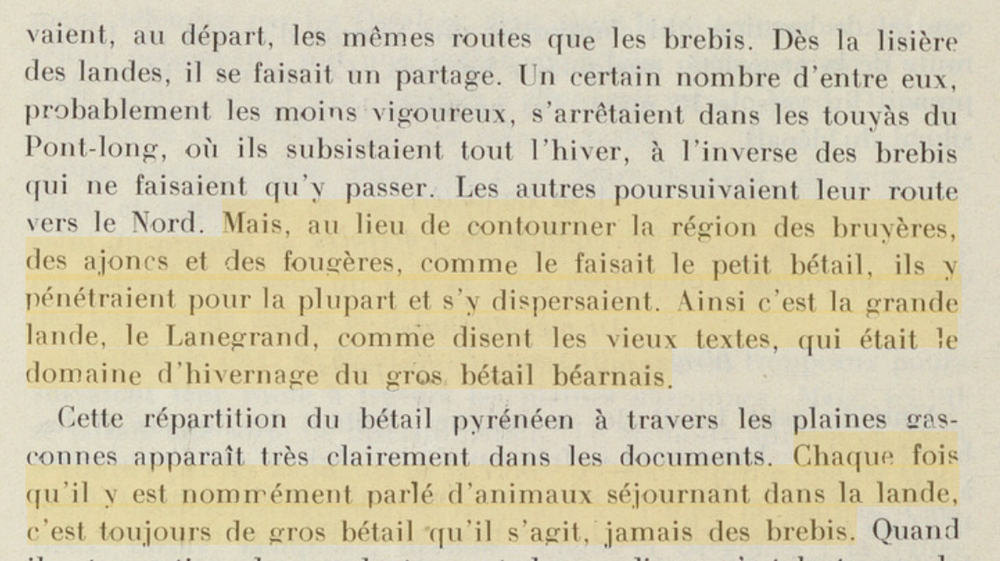 vaient, au départ, les mêmes routes que les brebis. Dès la lisière
des landes, il se faisait un partage. Un certain nombre d'entre eux,
probablement les moins vigoureux, s'arrêtaient dans les touyàs du
Pont-long, où ils subsistaient tout l'hiver, à l'inverse des brebis
qui ne faisaient qu'y passer. Les autres poursuivaient leur route
vers le Nord. Mais, au lieu de contourner la région des bruyères,
des ajoncs et des fougères, comme le faisait le petit bétail, ils y
pénétraient pour la plupart et s'y dispersaient. Ainsi c'est la grande
lande, le Lanegrand, comme disent les vieux textes, qui était le
domaine d'hivernage du gros bétail béarnais.
Cette répartition du bétail pyrénéen à travers les plaines gas-
connes apparaît très clairement dans les documents. Chaque fois
qu'il y est nommément parlé d'animaux séjournant dans la lande,
c'est toujours de gros bétail qu'il s'agit, jamais des brebis. Quand